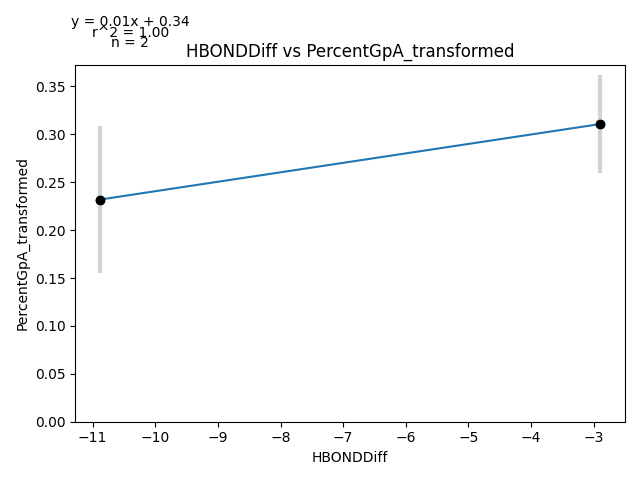 y = 0.01x + 0.34
r^2 = 1.00
n = 2
HBONDDiff vs PercentGpA_transformed
PercentGpA_transformed
0.35
0.30
0.25
0.20
0.15
0.10
0.05
0.00
−11 −10 −9 −8 −7 −6 −5 −4 −3
HBONDDiff